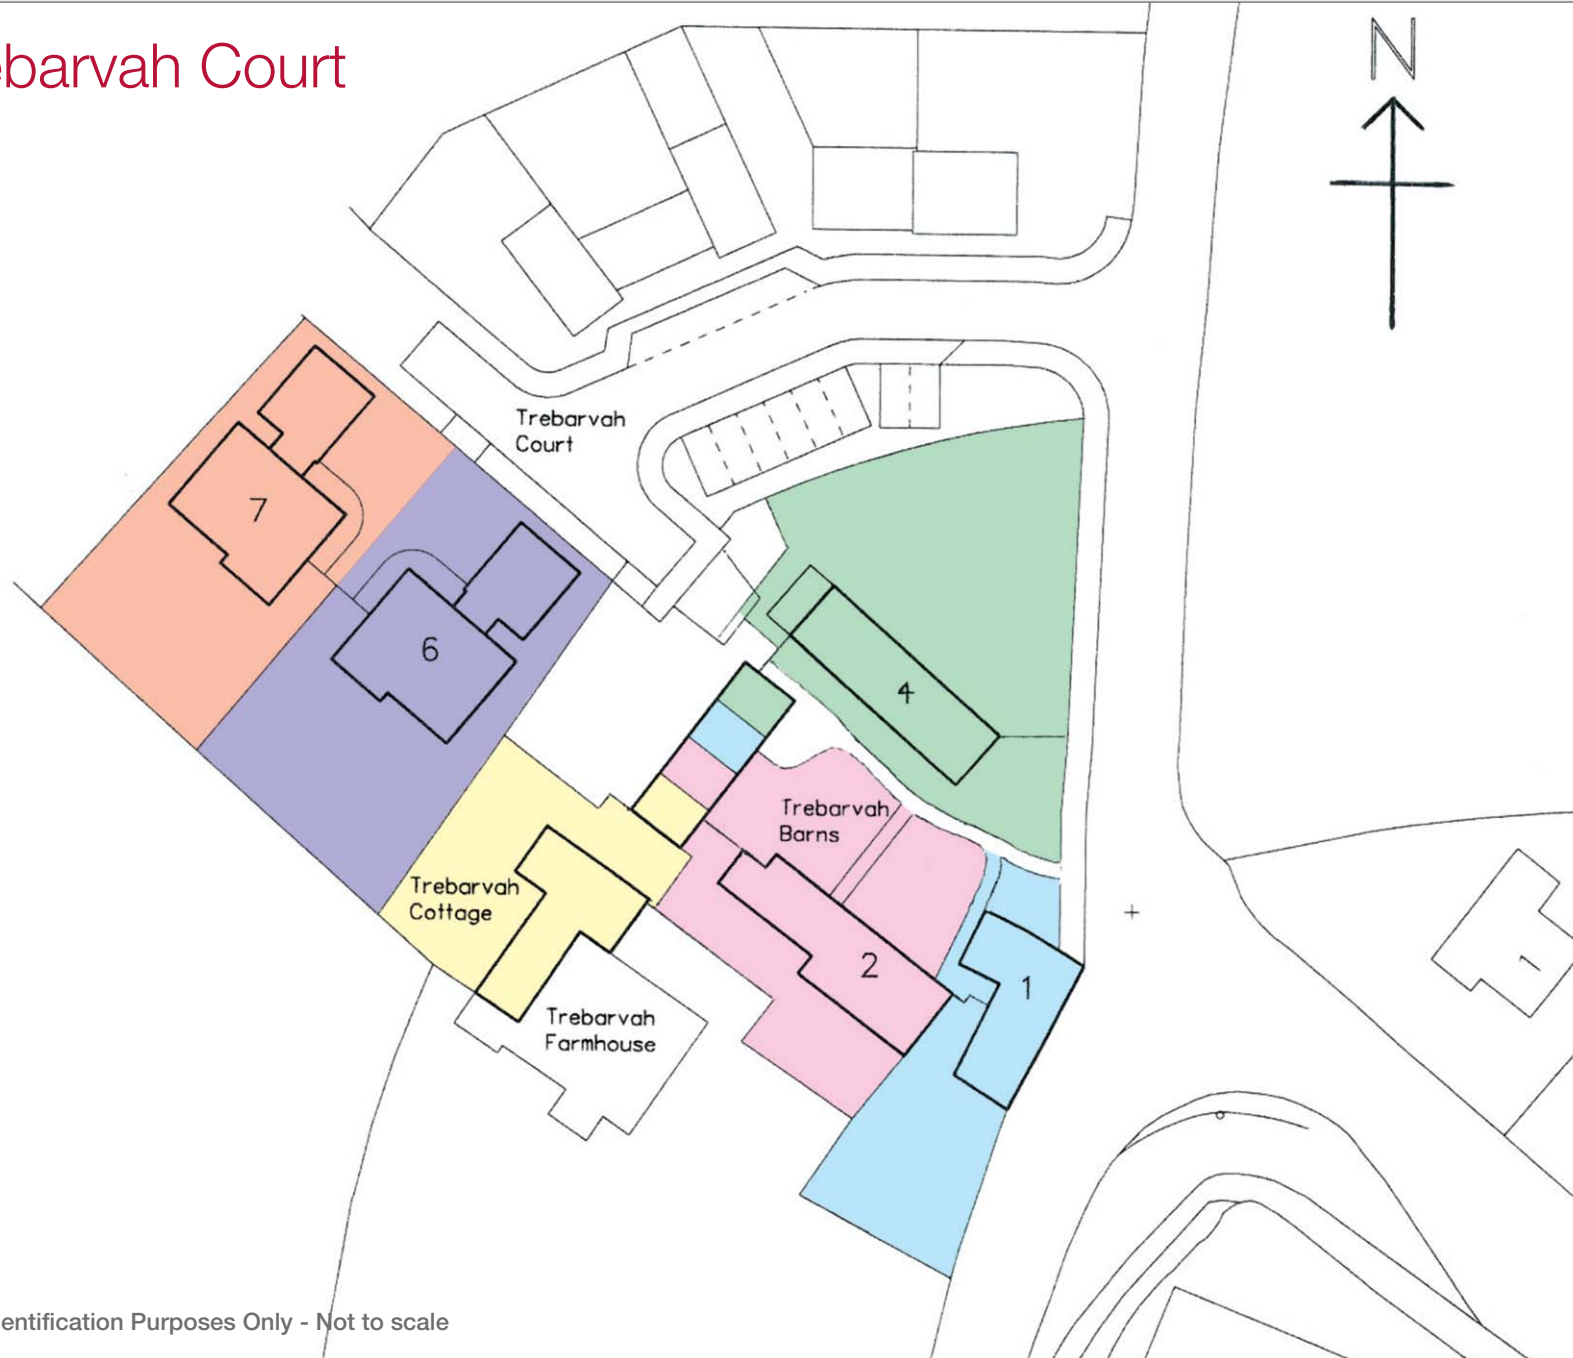 ebarvah Court
N
Trebarvah
Court
7
6
4
Trebarvah
Barns
Trebarvah
Cottage
2
1
1
Trebarvah
Farmhouse
entification Purposes Only - Not to scale